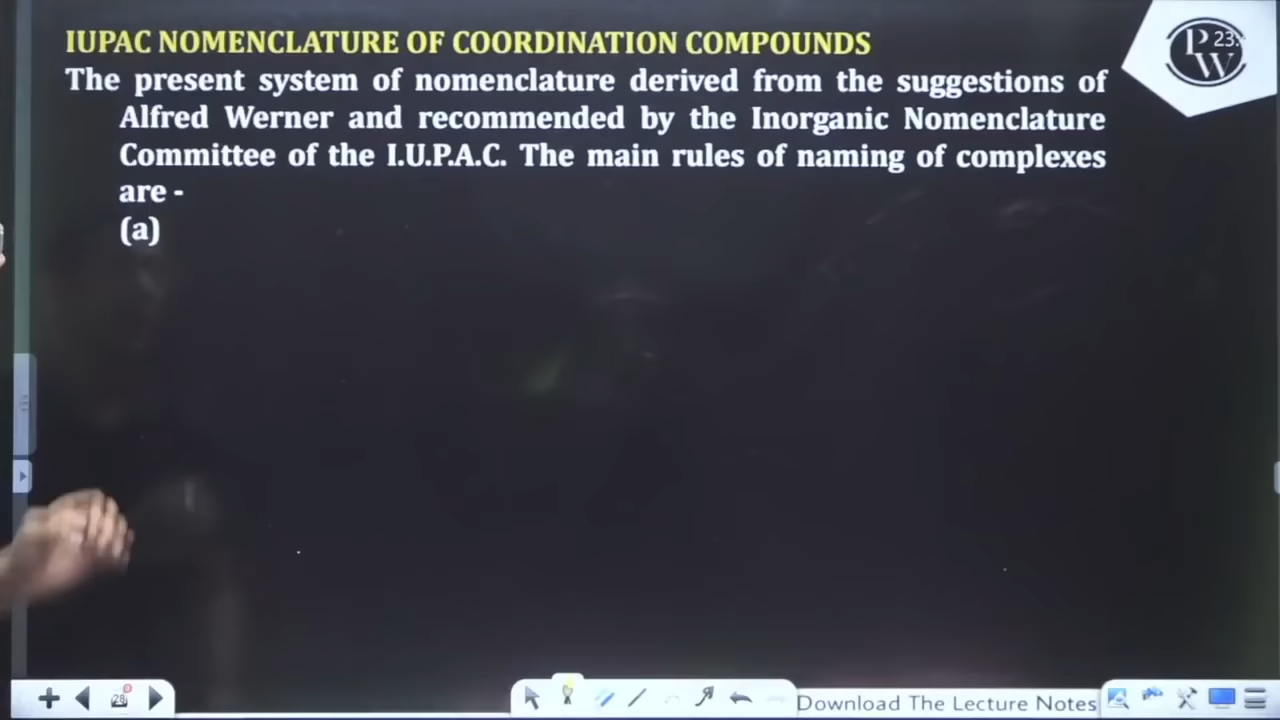 IUPAC NOMENCLATURE OF COORDINATION COMPOUNDS
The present system of nomenclature derived from the suggestions of
Alfred Werner and recommended by the Inorganic Nomenclature
Committee of the I.U.P.A.C. The main rules of naming of complexes
are -
(a)
P 23:
W
28
Download The Lecture Notes